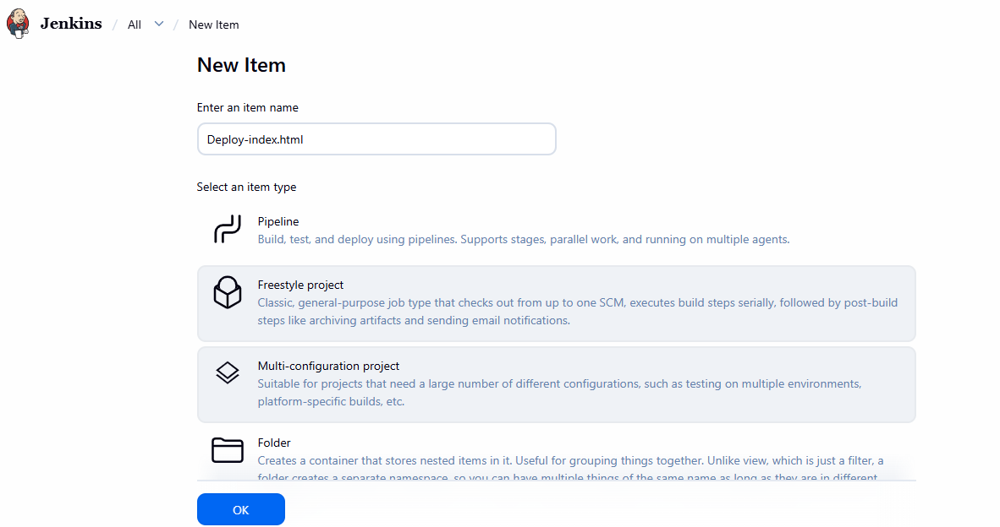 Jenkins / All / New Item
New Item
Enter an item name
Deploy-index.html
Select an item type
Pipeline
Build, test, and deploy using pipelines. Supports stages, parallel work, and running on multiple agents.
Freestyle project
Classic, general-purpose job type that checks out from up to one SCM, executes build steps serially, followed by post-build
steps like archiving artifacts and sending email notifications.
Multi-configuration project
Suitable for projects that need a large number of different configurations, such as testing on multiple environments,
platform-specific builds, etc.
Folder
Creates a container that stores nested items in it. Useful for grouping things together. Unlike view, which is just a filter, a
folder creates a separate namespace, so you can have multiple things of the same name as long as they are in different
OK